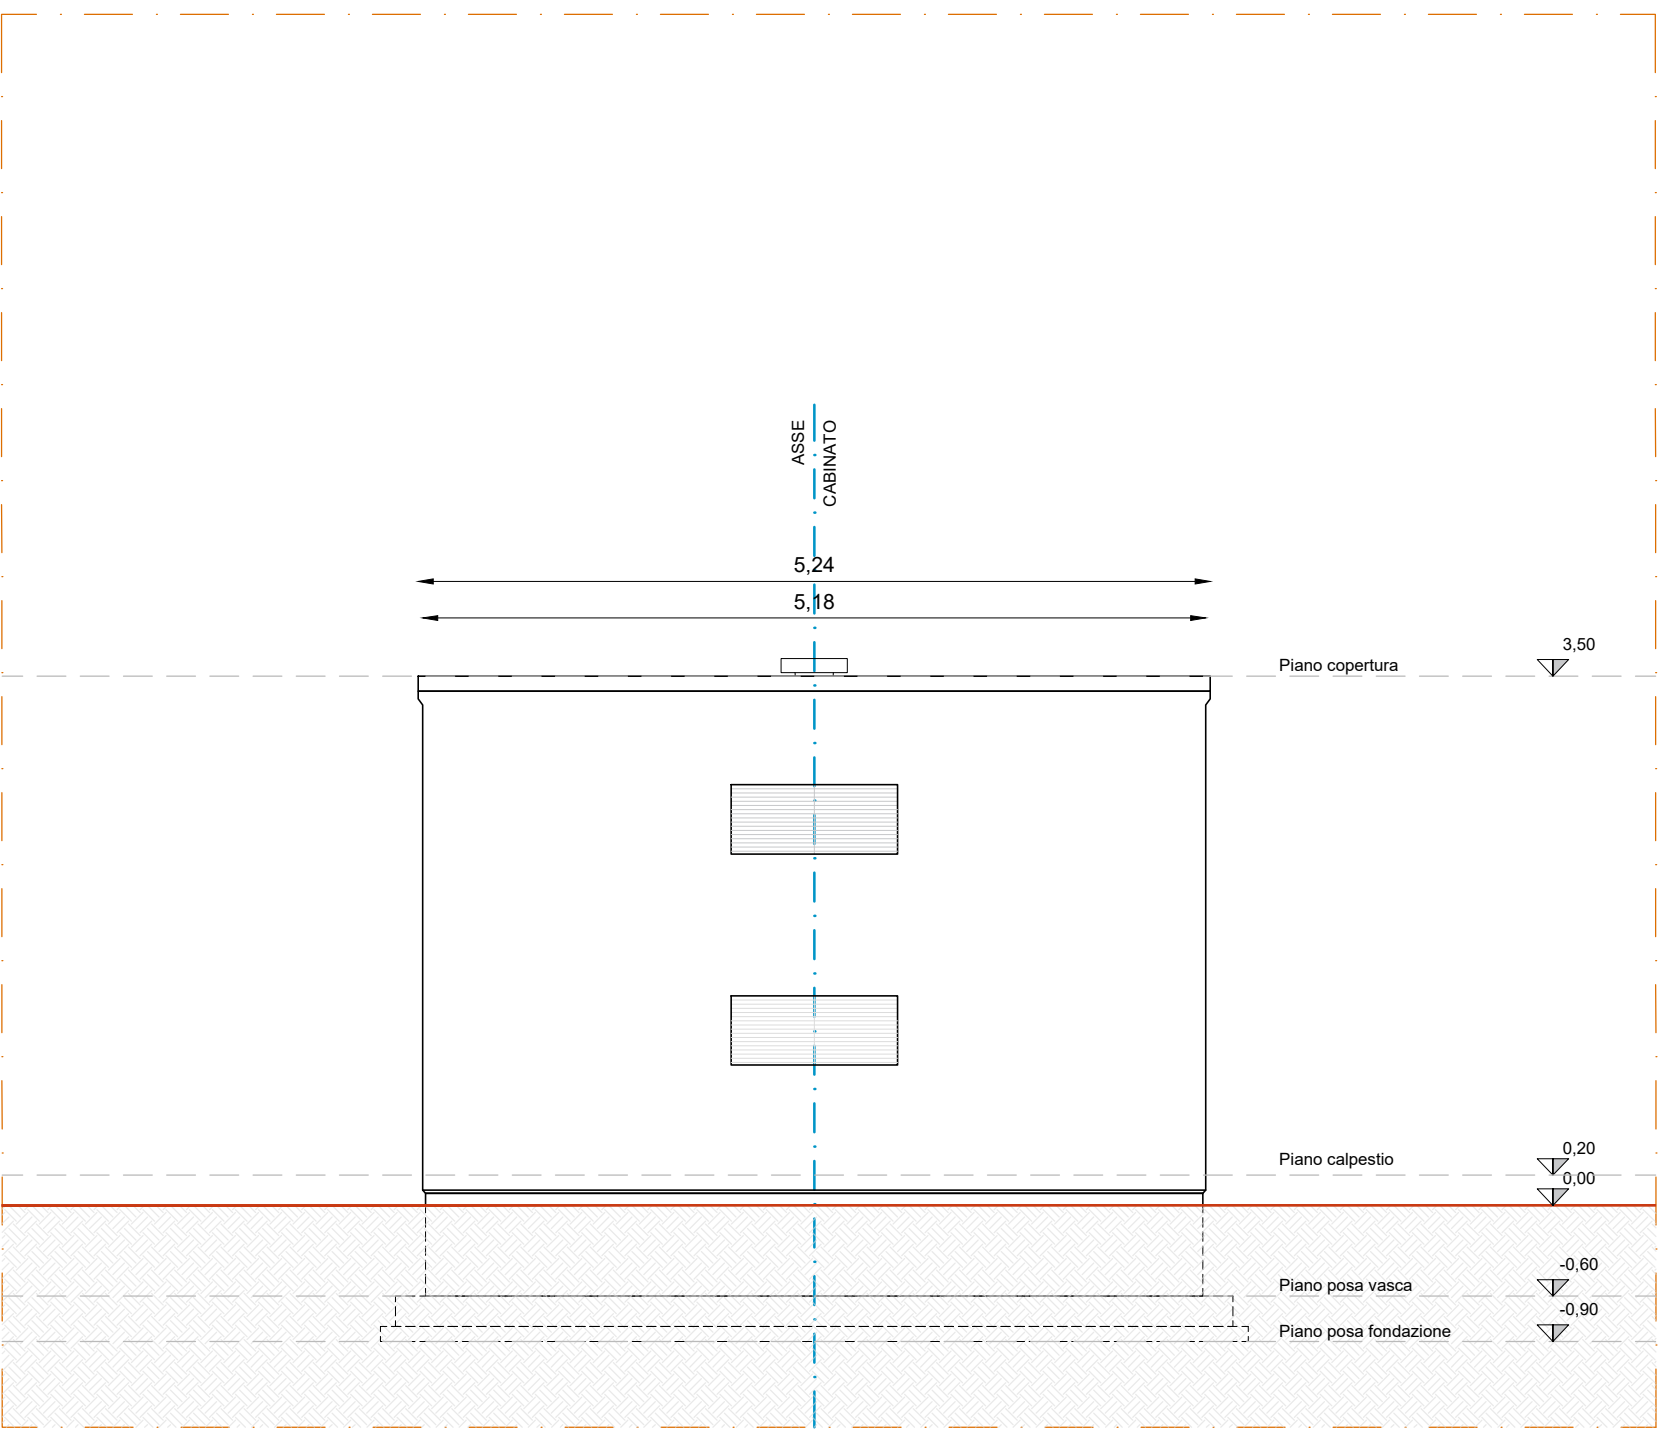 ASSE
CABINATO
5,24
5,18
3,50
Piano copertura
0,20
Piano calpestio
0,00
-0,60
Piano posa vasca
-0,90
Piano posa fondazione